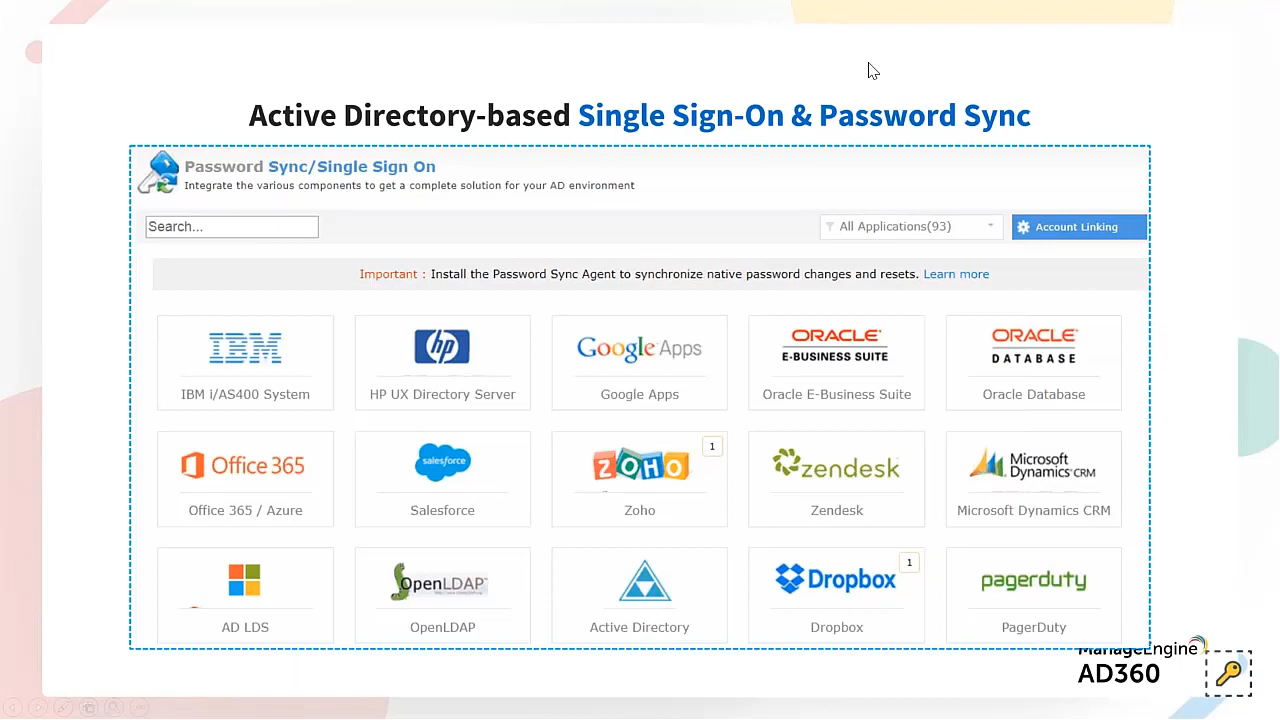 Active Directory-based Single Sign-On & Password Sync
Password Sync/Single Sign On
Integrate the various components to get a complete solution for your AD environment
Search...
All Applications(93)
Account Linking
Important : Install the Password Sync Agent to synchronize native password changes and resets. Learn more
IBM
hp
Google Apps
ORACLE
E-BUSINESS SUITE
ORACLE
DATABASE
IBM i/AS400 System
HP UX Directory Server
Google Apps
Oracle E-Business Suite
Oracle Database
Office 365
salesforce
ZOHO
1
zendesk
Microsoft
Dynamics CRM
Office 365 / Azure
Salesforce
Zoho
Zendesk
Microsoft Dynamics CRM
OpenLDAP
Dropbox
1
pagerduty
AD LDS
OpenLDAP
Active Directory
Dropbox
PagerDuty
ManageEngine
AD360